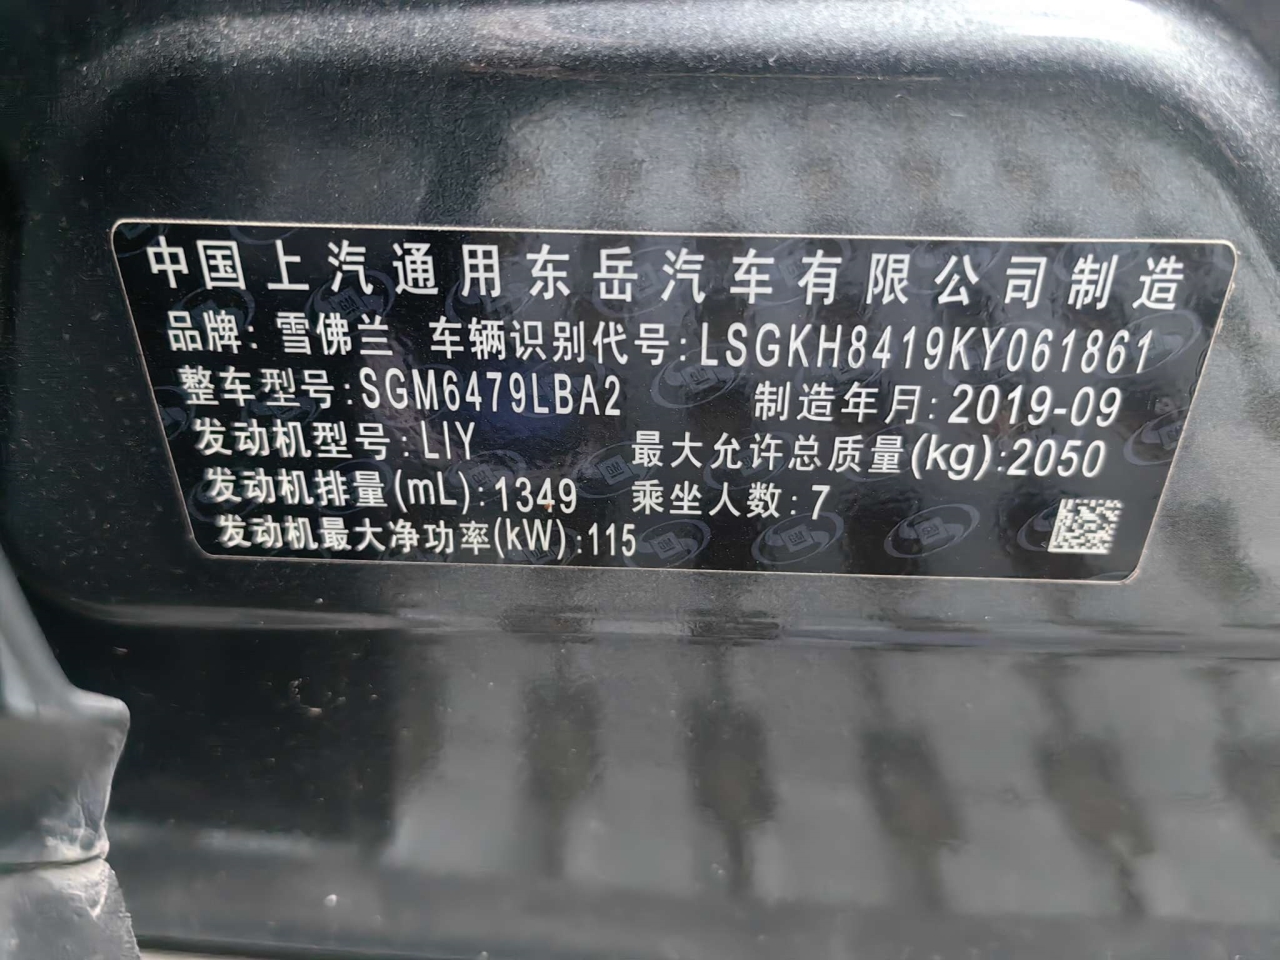 中国上汽通用东岳汽车有限公司制造
品牌: 雪佛兰 车辆识别代号: LSGKH8419KY061861
整车型号: SGM6479LBA2 制造年月: 2019-09
发动机型号: LIY 最大允许总质量(kg): 2050
发动机排量(mL): 1349 乘坐人数: 7
发动机最大净功率(kW): 115